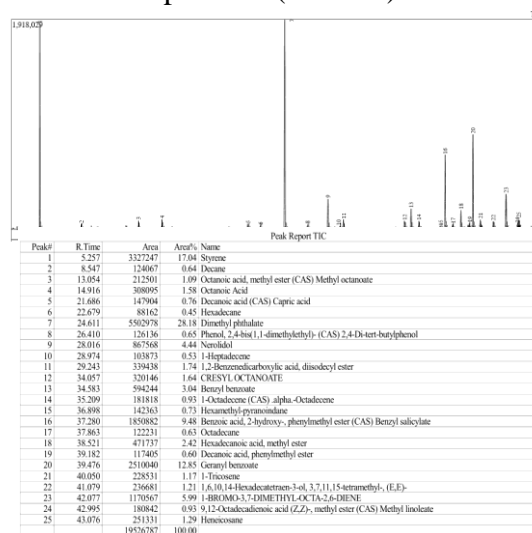 1,918,029
Peak Report TIC
Peak# R.Time Area Area% Name
1 5.257 3327247 17.04 Styrene
2 8.547 124067 0.64 Decane
3 13.054 212501 1.09 Octanoic acid, methyl ester (CAS) Methyl octanoate
4 14.916 308095 1.58 Octanoic Acid
5 21.686 147904 0.76 Decanoic acid (CAS) Capric acid
6 22.679 88162 0.45 Hexadecane
7 24.611 5502978 28.18 Dimethyl phthalate
8 26.410 126136 0.65 Phenol, 2,4-bis(1,1-dimethylethyl)- (CAS) 2,4-Di-tert-butylphenol
9 28.016 867568 4.44 Nerolidol
10 28.974 103873 0.53 1-Heptadecene
11 29.243 339438 1.74 1,2-Benzenedicarboxylic acid, diisodecyl ester
12 34.057 320146 1.64 CRESYL OCTANOATE
13 34.583 594244 3.04 Benzyl benzoate
14 35.209 181818 0.93 1-Octadecene (CAS) .alpha.-Octadecene
15 36.898 142363 0.73 Hexamethyl-pyranoindane
16 37.280 1850882 9.48 Benzoic acid, 2-hydroxy-, phenylmethyl ester (CAS) Benzyl salicylate
17 37.863 122231 0.63 Octadecane
18 38.521 471737 2.42 Hexadecanoic acid, methyl ester
19 39.182 117405 0.60 Decanoic acid, phenylmethyl ester
20 39.476 2510040 12.85 Geranyl benzoate
21 40.050 228531 1.17 1-Tricosene
22 41.079 236681 1.21 1,6,10,14-Hexadecatetraen-3-ol, 3,7,11,15-tetramethyl-, (E,E)-
23 42.077 1170567 5.99 1-BROMO-3,7-DIMETHYL-OCTA-2,6-DIENE
24 42.995 180842 0.93 9,12-Octadecadienoic acid (Z,Z)-, methyl ester (CAS) Methyl linoleate
25 43.076 251331 1.29 Heneicosane
19526787 100.00